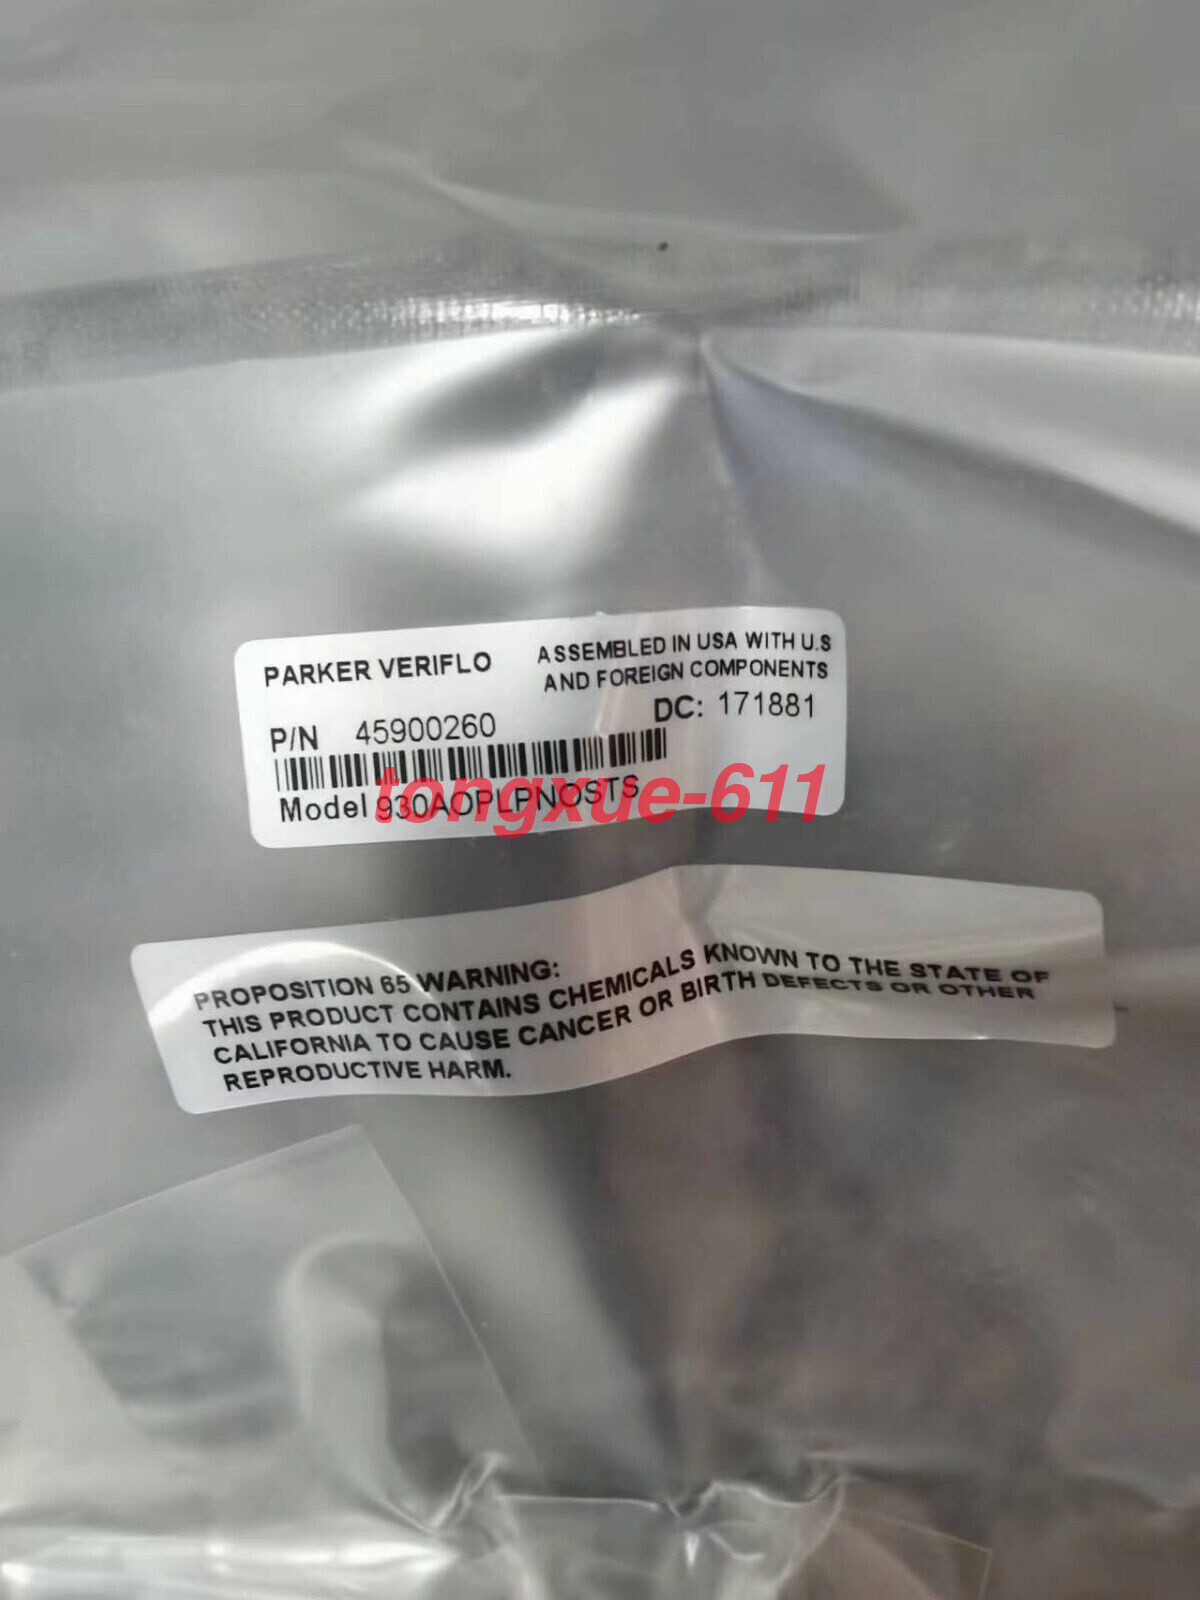 PARKER VERIFLO
ASSEMBLED IN USA WITH U.S
AND FOREIGN COMPONENTS
P/N 45900260
DC: 171881
Model 930AOPLPNOSTS
tongxue-611
PROPOSITION 65 WARNING:
THIS PRODUCT CONTAINS CHEMICALS KNOWN TO THE STATE OF
CALIFORNIA TO CAUSE CANCER OR BIRTH DEFECTS OR OTHER
REPRODUCTIVE HARM.